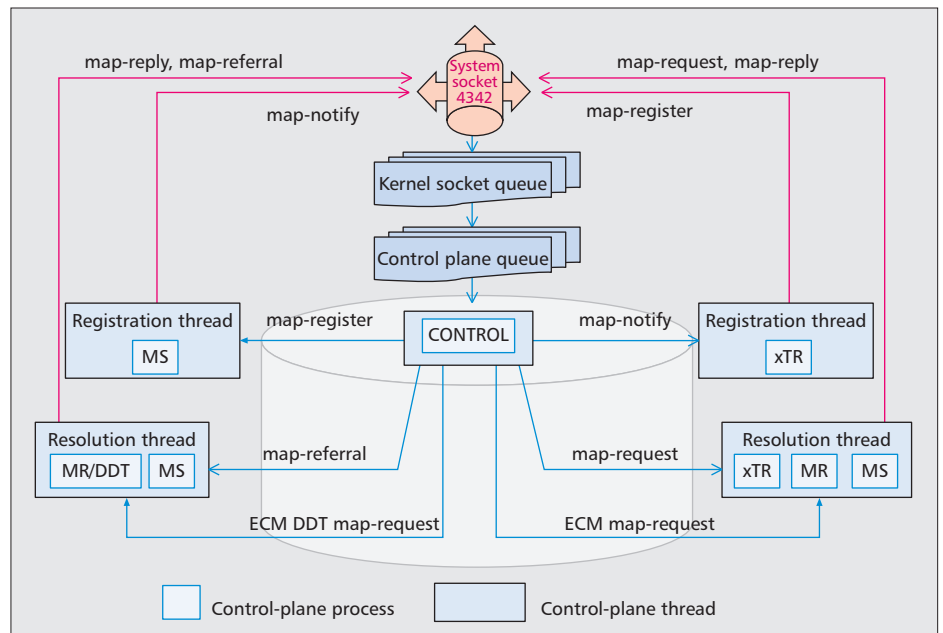 map-reply, map-referral
System
socket
4342
map-request, map-reply
map-notify
map-register
Kernel socket queue
Control plane queue
Registration thread
MS
map-register
CONTROL
map-notify
Registration thread
xTR
Resolution thread
MR/DDT
MS
map-referral
map-request
Resolution thread
xTR
MR
MS
ECM DDT map-request
ECM map-request
Control-plane process
Control-plane thread